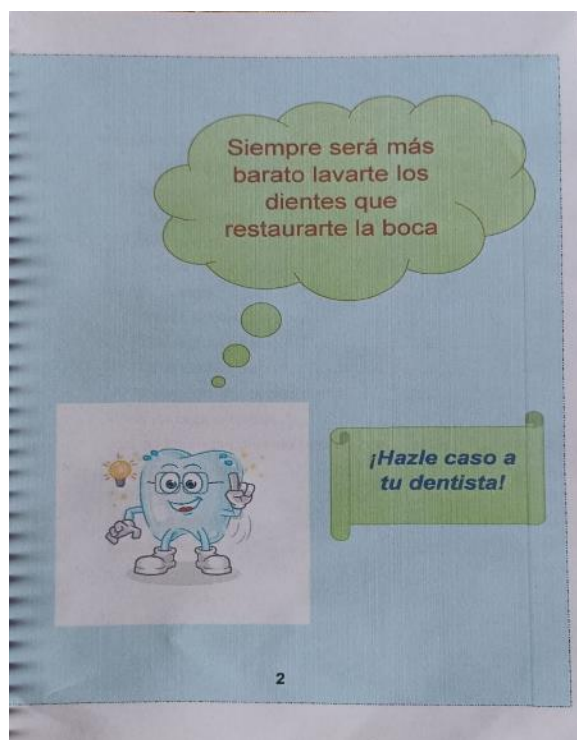 Siempre será más
barato lavarte los
dientes que
restaurarte la boca
¡Hazle caso a
tu dentista!
2